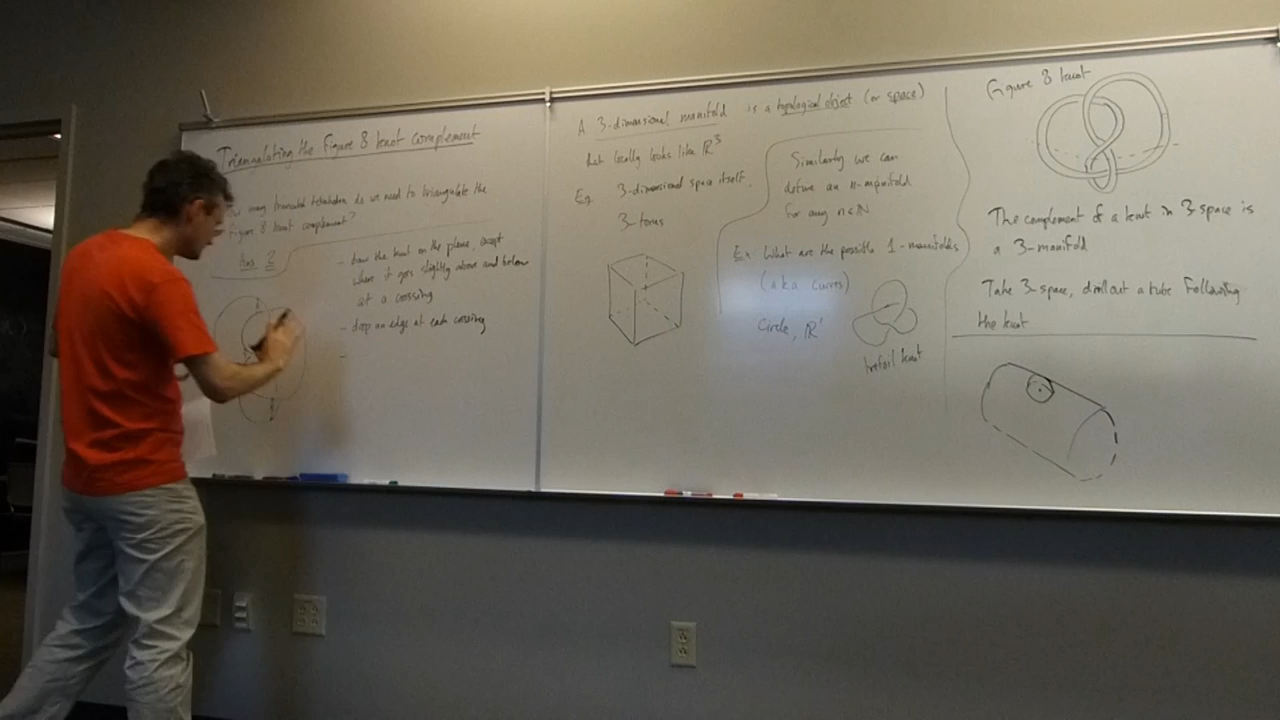 Triangulating the Figure 8 knot complement
How many truncated tetrahedra do we need to triangulate the
Figure 8 knot complement?
Ans 2
- draw the knot on the plane, except
where it goes slightly above and below
at a crossing
- drop an edge at each crossing
-
A 3-dimensional manifold is a topological object (or space)
that locally looks like ℝ³
Eg. 3-dimensional space itself.
3-torus
Similarly we can
define an n-manifold
for any n∈ℕ
Ex What are the possible 1-manifolds
(aka curves)
Circle, ℝ¹
trefoil knot
Figure 8 knot
The complement of a knot in 3-space is
a 3-manifold
Take 3-space, drill out a tube following
the knot